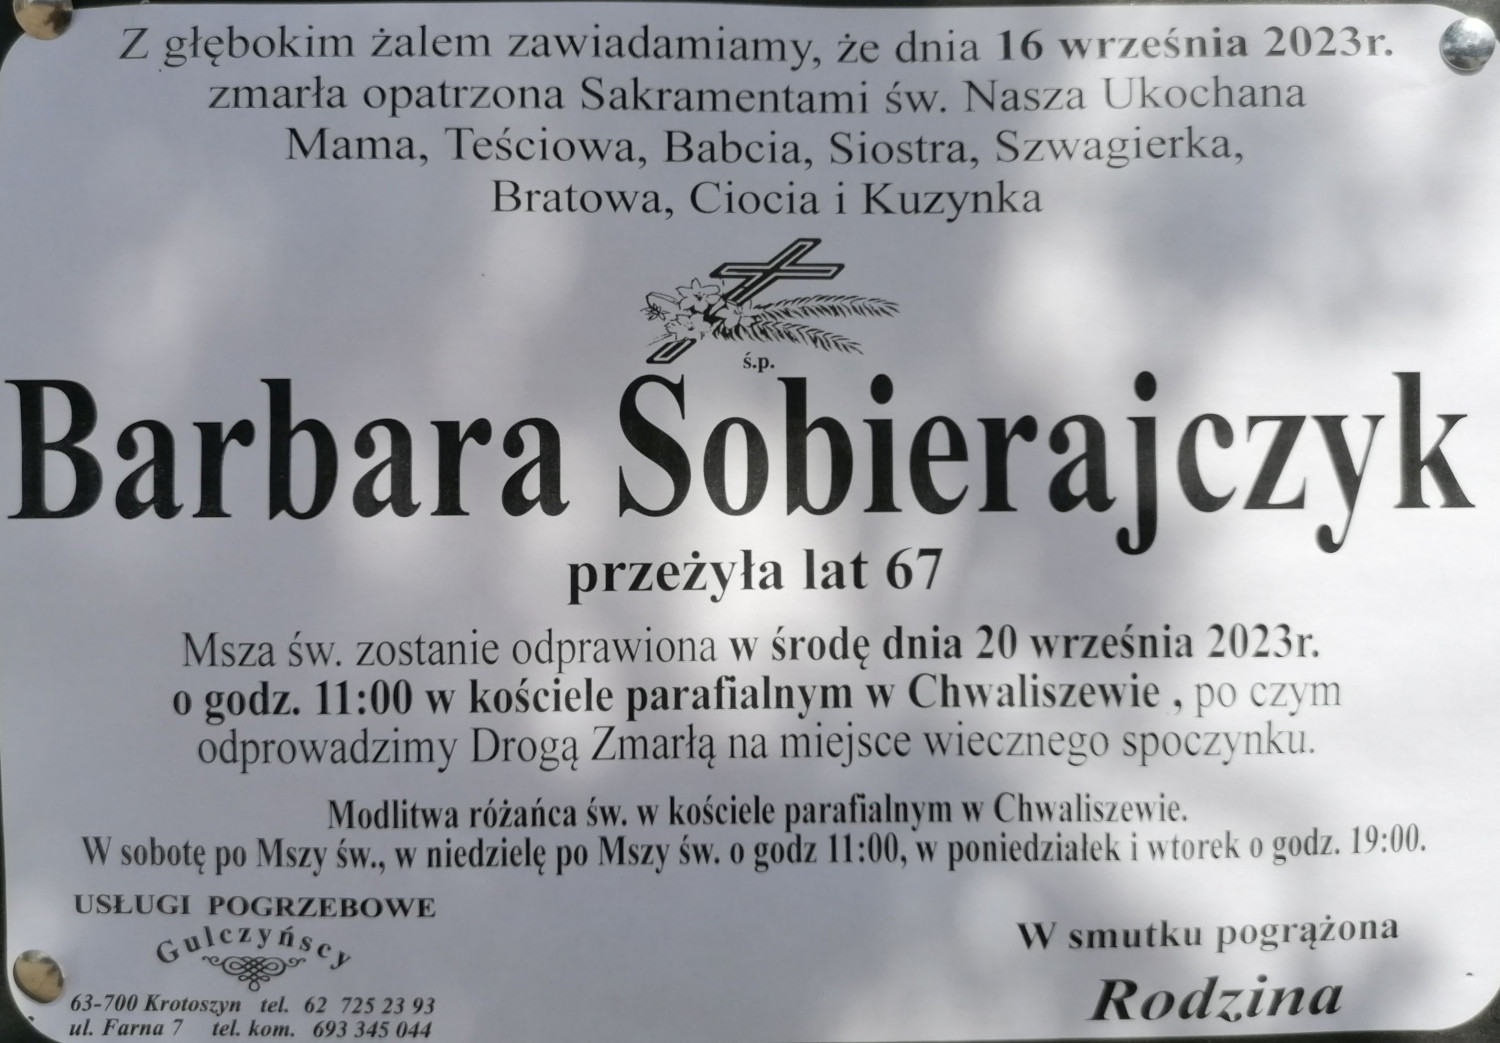 Z głębokim żalem zawiadamiamy, że dnia 16 września 2023r.
zmarła opatrzona Sakramentami św. Nasza Ukochana
Mama, Teściowa, Babcia, Siostra, Szwagierka,
Bratowa, Ciocia i Kuzynka
ś.p.
Barbara Sobierajczyk
przeżyła lat 67
Msza św. zostanie odprawiona w środę dnia 20 września 2023r.
o godz. 11:00 w kościele parafialnym w Chwaliszewie , po czym
odprowadzimy Drogą Zmarłą na miejsce wiecznego spoczynku.
Modlitwa różańca św. w kościele parafialnym w Chwaliszewie.
W sobotę po Mszy św., w niedzielę po Mszy św. o godz 11:00, w poniedziałek i wtorek o godz. 19:00.
USŁUGI POGRZEBOWE
Gulczyńscy
63-700 Krotoszyn tel. 62 725 23 93
ul. Farna 7 tel. kom. 693 345 044
W smutku pogrążona
Rodzina